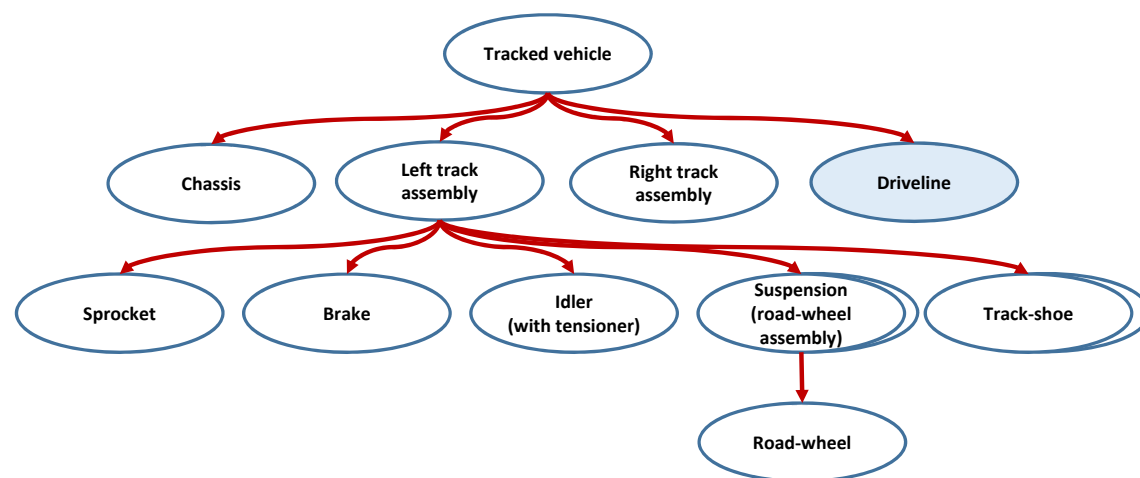 Tracked vehicle
Chassis
Left track
assembly
Right track
assembly
Driveline
Sprocket
Brake
Idler
(with tensioner)
Suspension
(road-wheel
assembly)
Track-shoe
Road-wheel